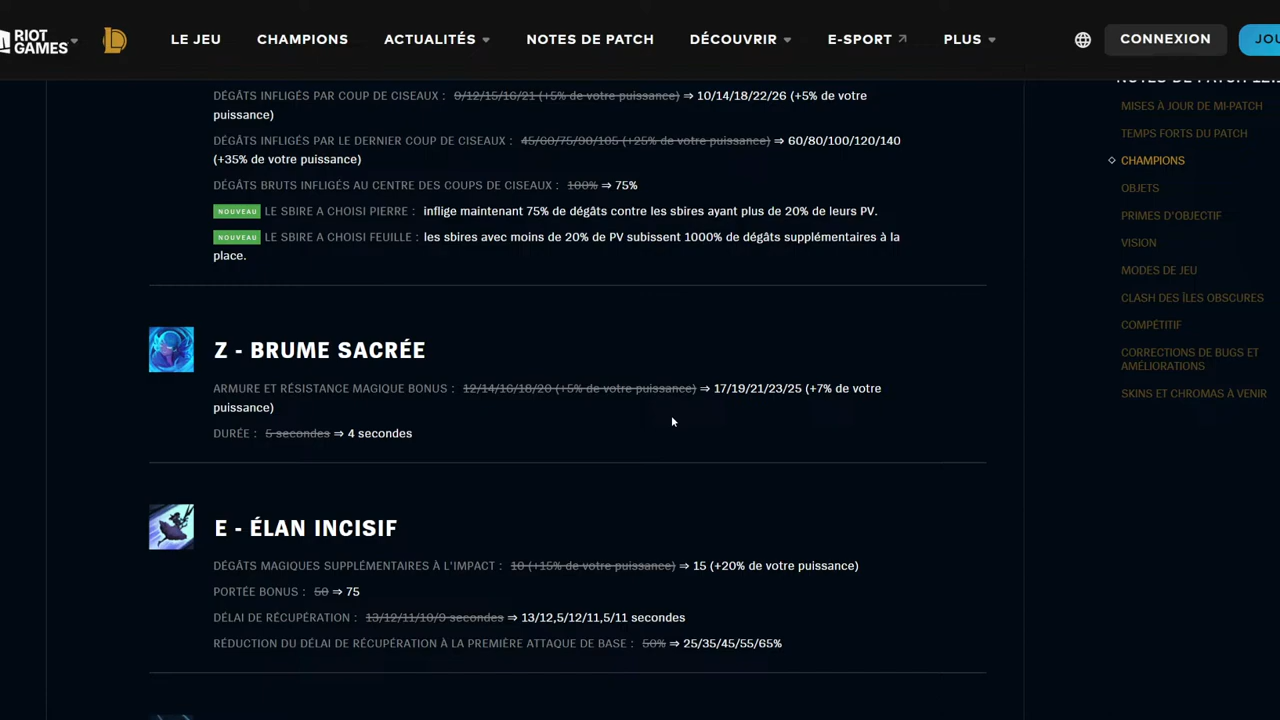 RIOT GAMES
LE JEU
CHAMPIONS
ACTUALITÉS
NOTES DE PATCH
DÉCOUVRIR
E-SPORT
PLUS
CONNEXION
JOU
DÉGÂTS INFLIGÉS PAR COUP DE CISEAUX : 9/12/15/16/21 (+5% de votre puissance) ⇒ 10/14/18/22/26 (+5% de votre
puissance)
DÉGÂTS INFLIGÉS PAR LE DERNIER COUP DE CISEAUX : 45/60/75/90/105 (+25% de votre puissance) ⇒ 60/80/100/120/140
(+35% de votre puissance)
DÉGÂTS BRUTS INFLIGÉS AU CENTRE DES COUPS DE CISEAUX : 100% ⇒ 75%
NOUVEAU LE SBIRE A CHOISI PIERRE : inflige maintenant 75% de dégâts contre les sbires ayant plus de 20% de leurs PV.
NOUVEAU LE SBIRE A CHOISI FEUILLE : les sbires avec moins de 20% de PV subissent 1000% de dégâts supplémentaires à la
place.
Z - BRUME SACRÉE
ARMURE ET RÉSISTANCE MAGIQUE BONUS : 12/14/16/18/20 (+5% de votre puissance) ⇒ 17/19/21/23/25 (+7% de votre
puissance)
DURÉE : 5 secondes ⇒ 4 secondes
E - ÉLAN INCISIF
DÉGÂTS MAGIQUES SUPPLÉMENTAIRES À L'IMPACT : 10 (+15% de votre puissance) ⇒ 15 (+20% de votre puissance)
PORTÉE BONUS : 50 ⇒ 75
DÉLAI DE RÉCUPÉRATION : 13/12/11/10/9 secondes ⇒ 13/12,5/12/11,5/11 secondes
RÉDUCTION DU DÉLAI DE RÉCUPÉRATION À LA PREMIÈRE ATTAQUE DE BASE : 50% ⇒ 25/35/45/55/65%
MISES À JOUR DE MI-PATCH
TEMPS FORTS DU PATCH
CHAMPIONS
OBJETS
PRIMES D'OBJECTIF
VISION
MODES DE JEU
CLASH DES ÎLES OBSCURES
COMPÉTITIF
CORRECTIONS DE BUGS ET
AMÉLIORATIONS
SKINS ET CHROMAS À VENIR